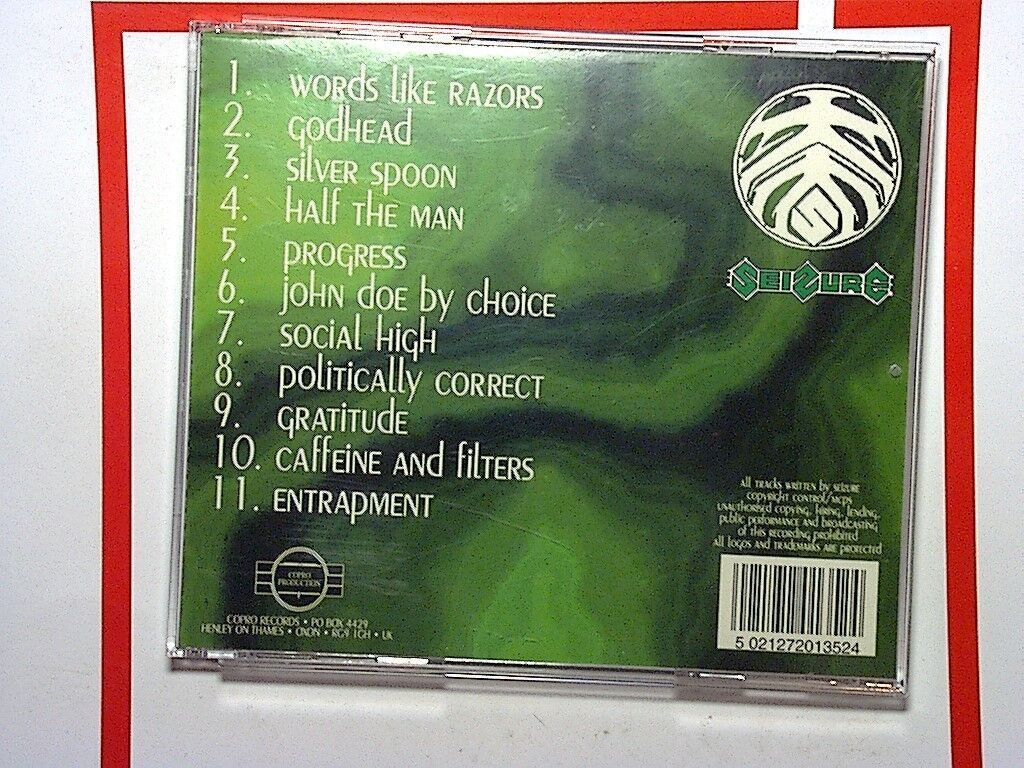 1. WORDS LIKE RAZORS
2. GODHEAD
3. SILVER SPOON
4. HALF THE MAN
5. PROGRESS
6. JOHN DOE BY CHOICE
7. SOCIAL HIGH
8. POLITICALLY CORRECT
9. GRATITUDE
10. CAFFEINE AND FILTERS
11. ENTRAPMENT
SEIZURE
ALL TRACKS WRITTEN BY SEIZURE
COPYRIGHT CONTROL/MCPS
UNAUTHORISED COPYING, HIRING, LENDING,
PUBLIC PERFORMANCE AND BROADCASTING
OF THIS RECORDING PROHIBITED
ALL LOGOS AND TRADEMARKS ARE PROTECTED
COPRO
PRODUCTION
COPRO RECORDS • PO BOX 4429
HENLEY ON THAMES • OXON • RG9 1GH • UK
5 021272013524